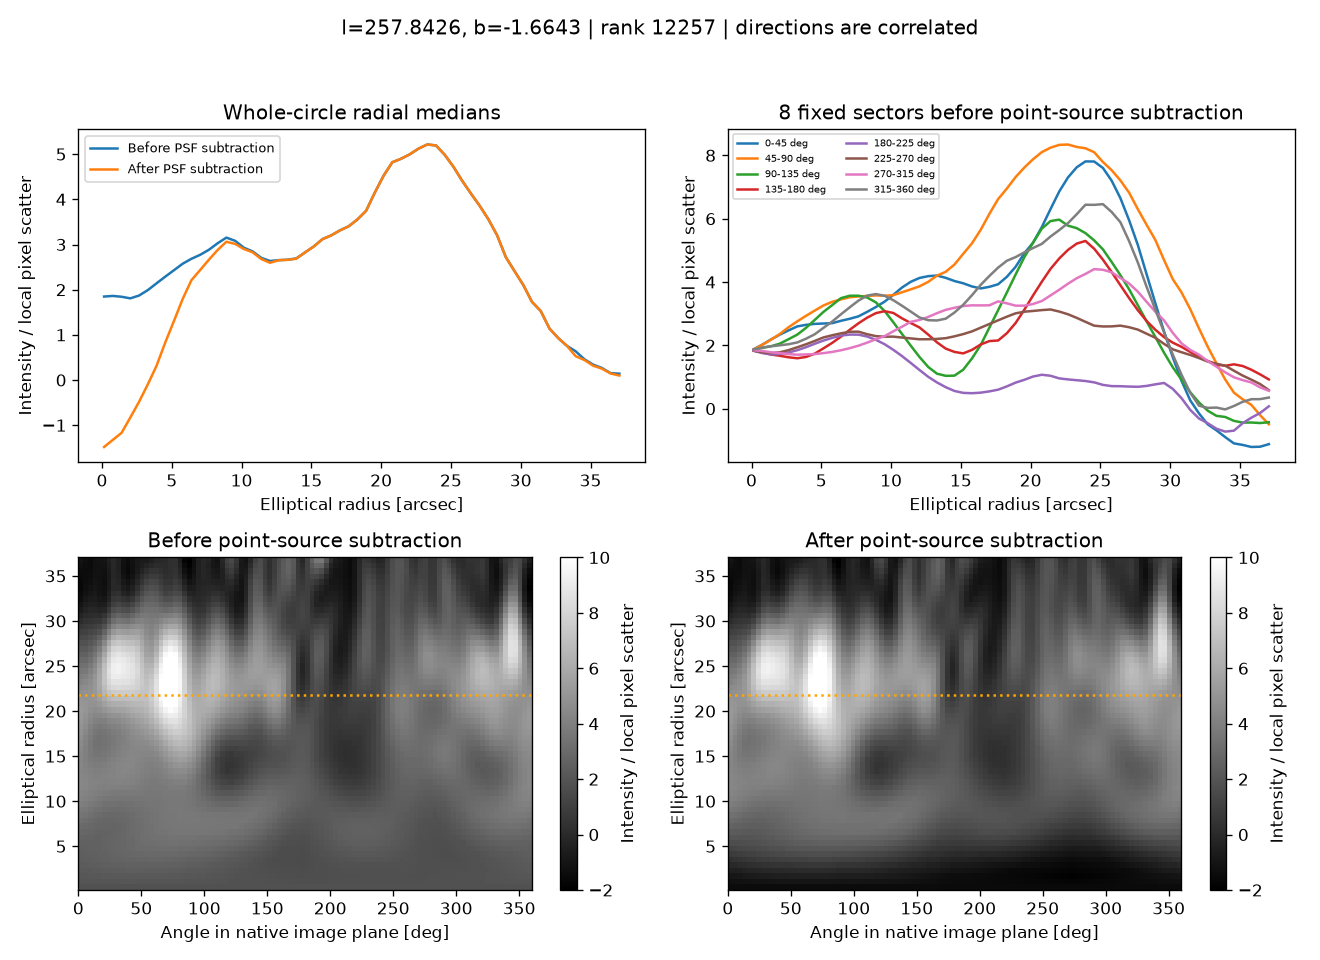 l=257.8426, b=-1.6643 | rank 12257 | directions are correlated
Whole-circle radial medians
Before PSF subtraction
After PSF subtraction
Intensity / local pixel scatter
5
4
3
2
1
0
−1
0 5 10 15 20 25 30 35
Elliptical radius [arcsec]
8 fixed sectors before point-source subtraction
0-45 deg
45-90 deg
90-135 deg
135-180 deg
180-225 deg
225-270 deg
270-315 deg
315-360 deg
Intensity / local pixel scatter
8
6
4
2
0
0 5 10 15 20 25 30 35
Elliptical radius [arcsec]
Before point-source subtraction
Elliptical radius [arcsec]
35
30
25
20
15
10
5
0 50 100 150 200 250 300 350
Angle in native image plane [deg]
10
8
6
4
2
0
−2
Intensity / local pixel scatter
After point-source subtraction
Elliptical radius [arcsec]
35
30
25
20
15
10
5
0 50 100 150 200 250 300 350
Angle in native image plane [deg]
10
8
6
4
2
0
−2
Intensity / local pixel scatter